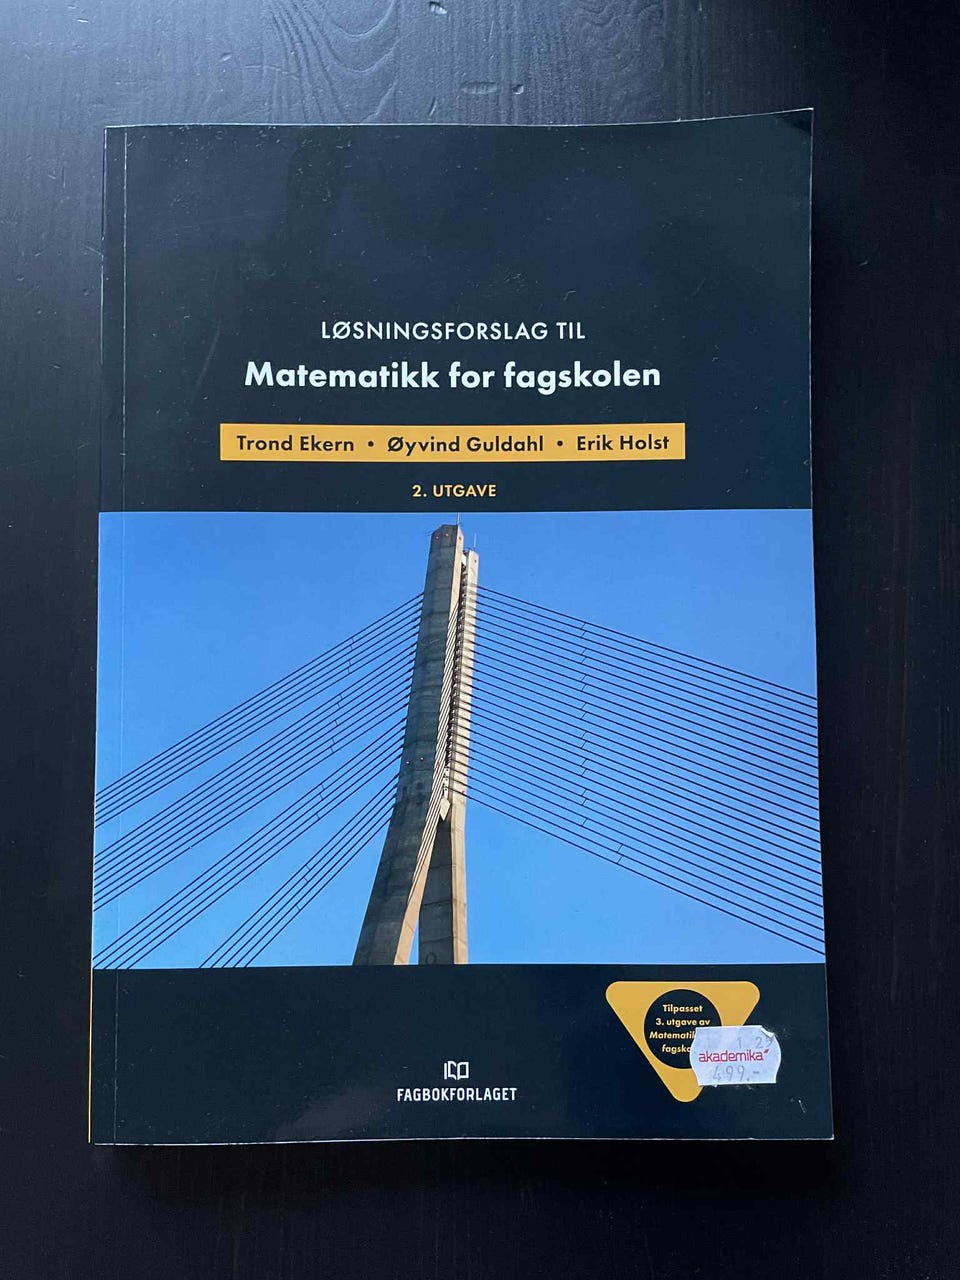 LØSNINGSFORSLAG TIL
Matematikk for fagskolen
Trond Ekern • Øyvind Guldahl • Erik Holst
2. UTGAVE
Tilpasset
3. utgave av
FAGBOKFORLAGET
akademika
499.-